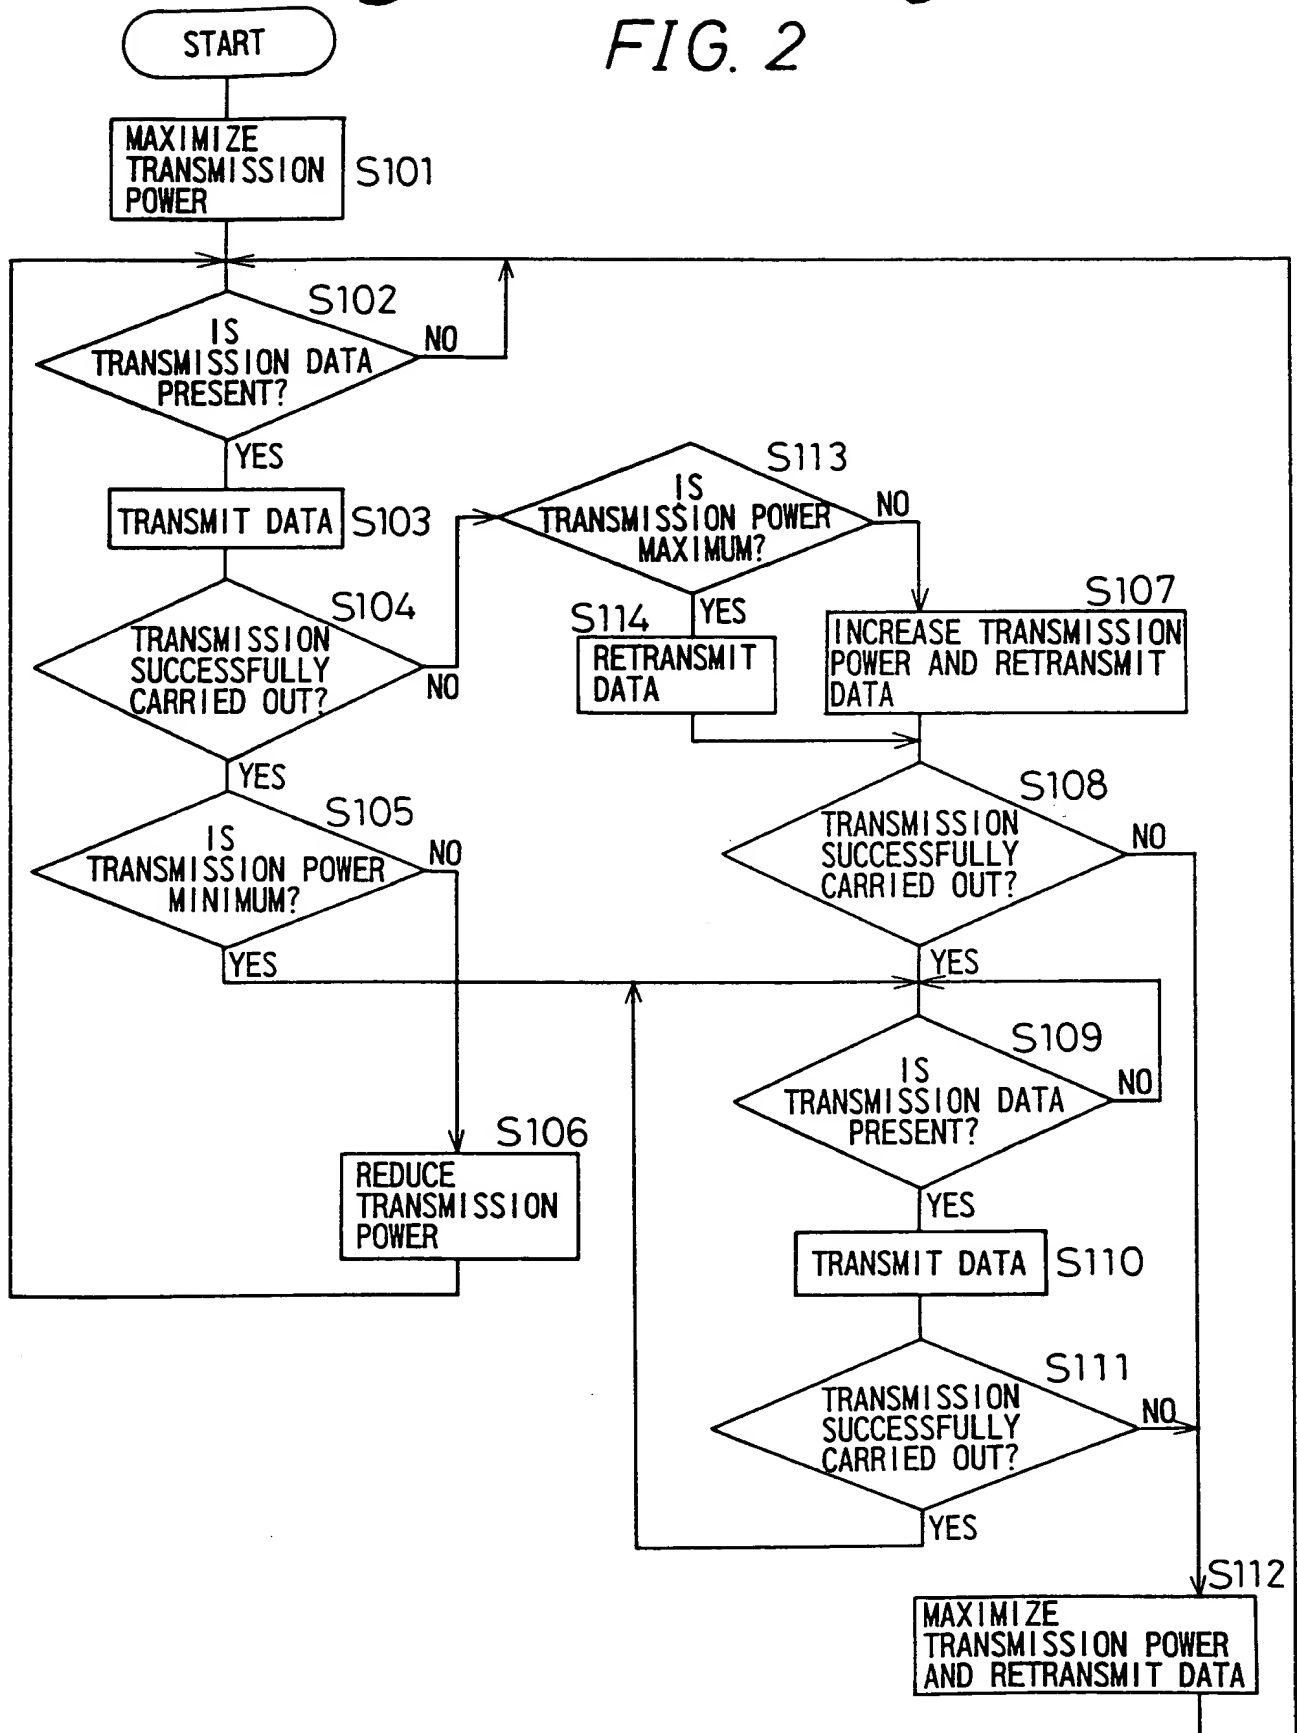 FIG. 2
START
MAXIMIZE
TRANSMISSION
POWER
S101
S102
IS
TRANSMISSION DATA
PRESENT?
NO
YES
TRANSMIT DATA
S103
S104
TRANSMISSION
SUCCESSFULLY
CARRIED OUT?
NO
YES
S105
IS
TRANSMISSION POWER
MINIMUM?
NO
YES
S106
REDUCE
TRANSMISSION
POWER
S113
IS
TRANSMISSION POWER
MAXIMUM?
NO
YES
S114
RETRANSMIT
DATA
S107
INCREASE TRANSMISSION
POWER AND RETRANSMIT
DATA
S108
TRANSMISSION
SUCCESSFULLY
CARRIED OUT?
NO
YES
S109
IS
TRANSMISSION DATA
PRESENT?
NO
YES
TRANSMIT DATA
S110
S111
TRANSMISSION
SUCCESSFULLY
CARRIED OUT?
NO
YES
S112
MAXIMIZE
TRANSMISSION POWER
AND RETRANSMIT DATA